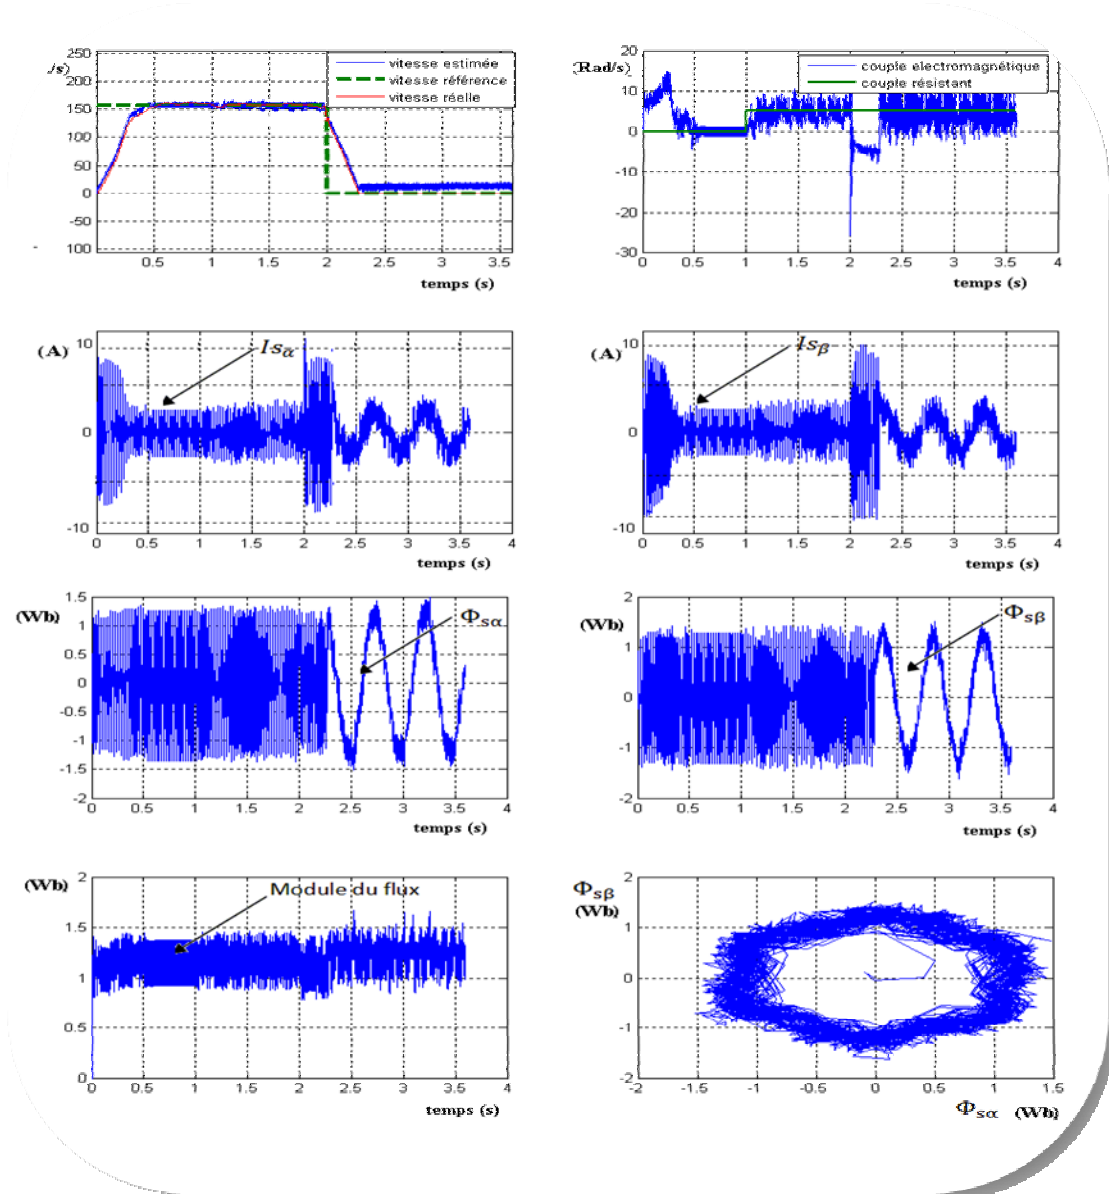 250
200
150
100
50
0
-50
100
/s)
-
vitesse estimée
vitesse référence
vitesse réelle
0.5 1 1.5 2 2.5 3 3.5
temps (s)
20
10
0
-10
-20
-30
(Rad/s)
couple electromagnétique
couple résistant
0 0.5 1 1.5 2 2.5 3 3.5 4
temps (s)
10
0
-10
(A)
Isα
0 0.5 1 1.5 2 2.5 3 3.5 4
temps (s)
10
0
-10
(A)
Isβ
0 0.5 1 1.5 2 2.5 3 3.5 4
temps (s)
1.5
1
0.5
0
-0.5
-1
-1.5
-2
(Wb)
Φsα
0 0.5 1 1.5 2 2.5 3 3.5 4
temps (s)
2
1
0
-1
-2
(Wb)
Φsβ
0 0.5 1 1.5 2 2.5 3 3.5 4
temps (s)
2
1.5
1
0.5
0
(Wb)
Module du flux
0 0.5 1 1.5 2 2.5 3 3.5 4
temps (s)
Φsβ
(Wb)
2
1
0
-1
-2
-2 -1.5 -1 -0.5 0 0.5 1 1.5
Φsα (Wb)